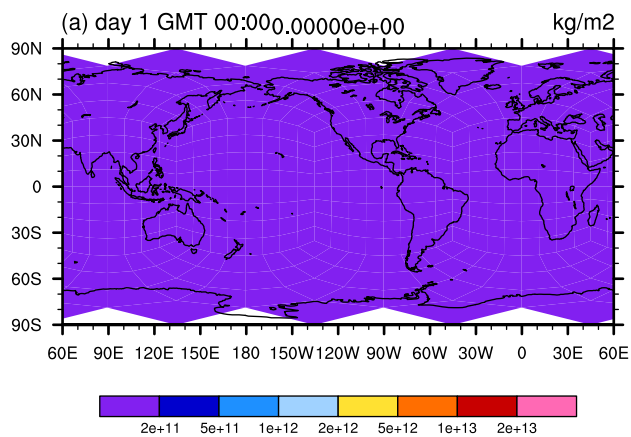 (a) day 1 GMT 00:00 0.00000e+00 kg/m2
90N
60N
30N
0
30S
60S
90S
60E 90E 120E 150E 180 150W 120W 90W 60W 30W 0 30E 60E
2e+11 5e+11 1e+12 2e+12 5e+12 1e+13 2e+13